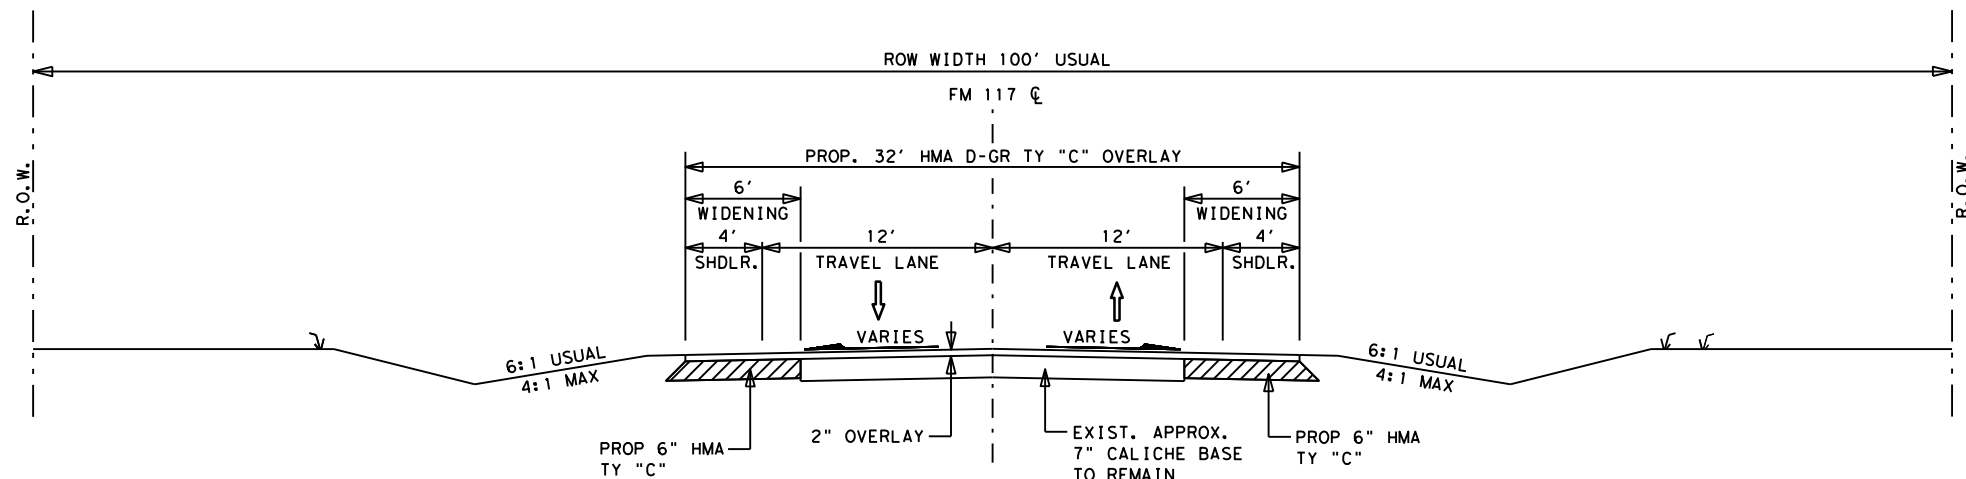 ROW WIDTH 100' USUAL
FM 117 ℄
PROP. 32' HMA D-GR TY "C" OVERLAY
R.O.W.
R.O.W.
6'
6'
WIDENING
WIDENING
4'
12'
12'
4'
SHDLR.
TRAVEL LANE
TRAVEL LANE
SHDLR.
VARIES
VARIES
6:1 USUAL
4:1 MAX
6:1 USUAL
4:1 MAX
PROP 6" HMA
TY "C"
2" OVERLAY
EXIST. APPROX.
7" CALICHE BASE
TO REMAIN
PROP 6" HMA
TY "C"